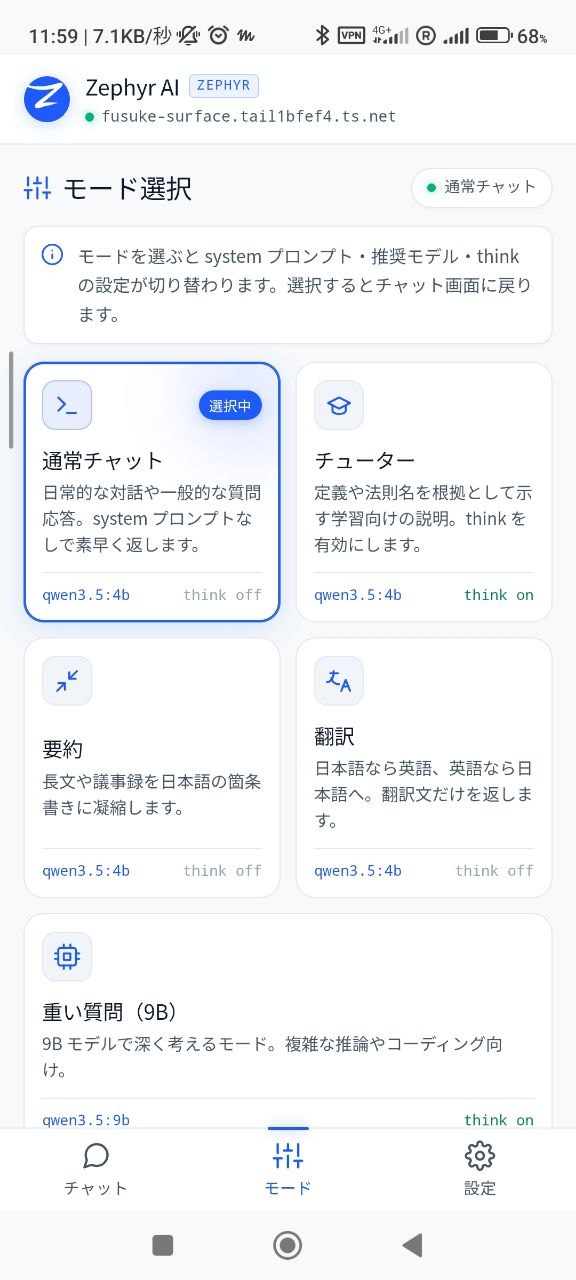 11:59 | 7.1KB/秒
VPN 4G+ R 68%
Zephyr AI ZEPHYR
fusuke-surface.tail1bfef4.ts.net
モード選択 通常チャット
モードを選ぶと system プロンプト・推奨モデル・think
の設定が切り替わります。選択するとチャット画面に戻り
ます。
選択中
通常チャット
日常的な対話や一般的な質問
応答。system プロンプトな
しで素早く返します。
qwen3.5:4b think off
チューター
定義や法則名を根拠として示
す学習向けの説明。think を
有効にします。
qwen3.5:4b think on
要約
長文や議事録を日本語の箇条
書きに凝縮します。
qwen3.5:4b think off
翻訳
日本語なら英語、英語なら日
本語へ。翻訳文だけを返しま
す。
qwen3.5:4b think off
重い質問（9B）
9B モデルで深く考えるモード。複雑な推論やコーディング向
け。
qwen3.5:9b think on
チャット モード 設定